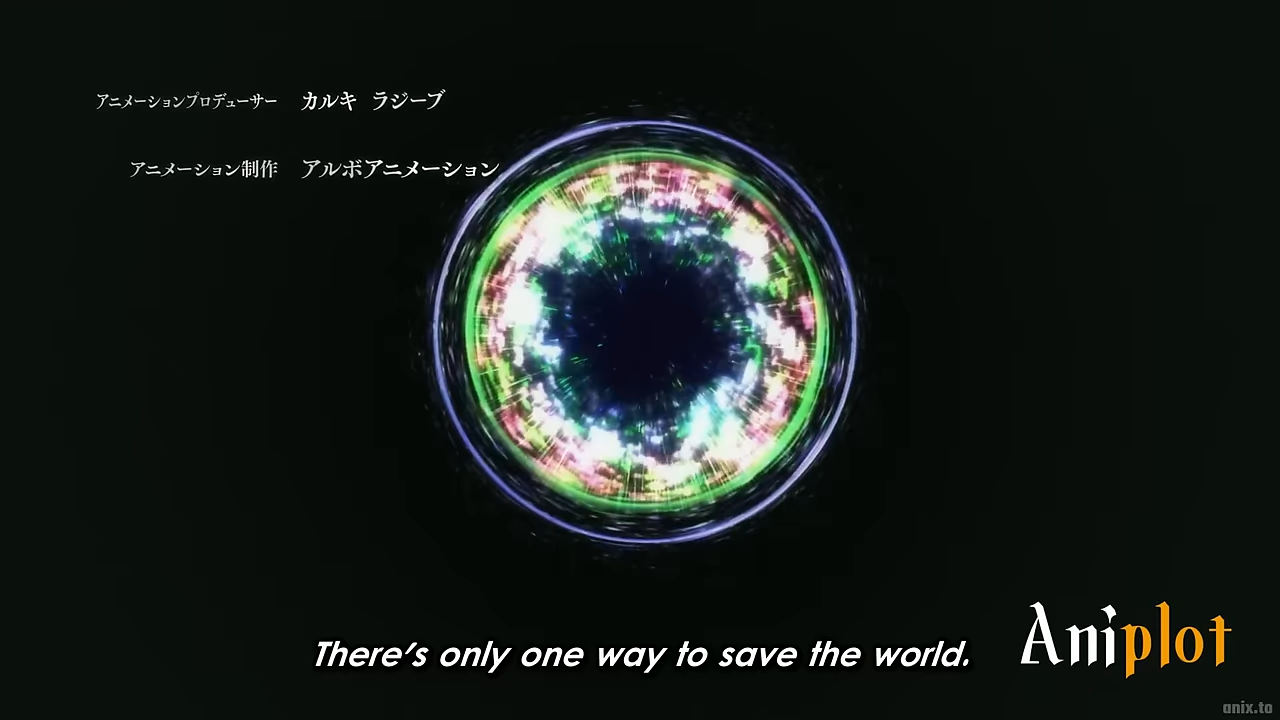 アニメーションプロデューサー カルキ ラジーブ
アニメーション制作 アルボアニメーション
There's only one way to save the world.
Aniplot
anix.to